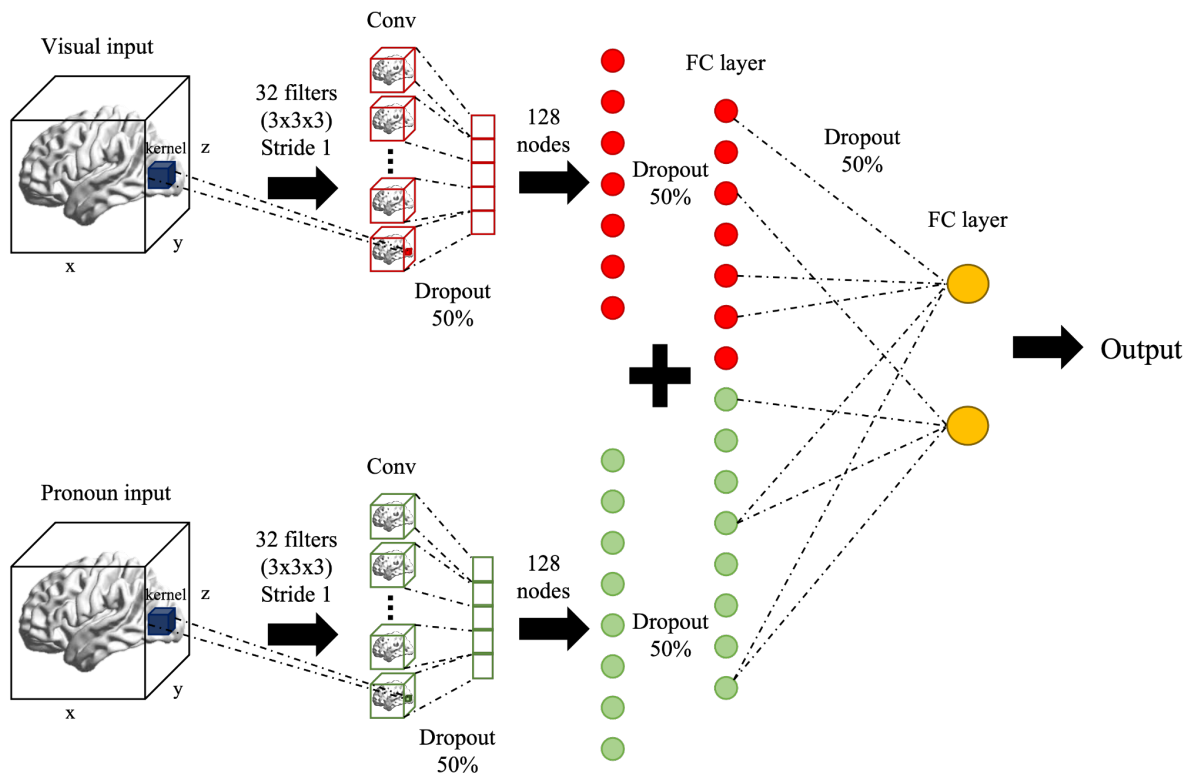 Visual input
kernel
z
y
x
32 filters
(3x3x3)
Stride 1
Conv
Dropout
50%
128
nodes
Dropout
50%
FC layer
Dropout
50%
FC layer
Output
Pronoun input
kernel
z
y
x
32 filters
(3x3x3)
Stride 1
Conv
Dropout
50%
128
nodes
Dropout
50%